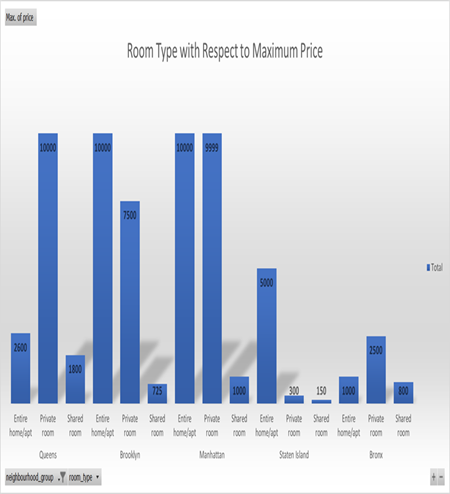 Max. of price
Room Type with Respect to Maximum Price
2600
10000
1800
10000
7500
725
10000
9999
1000
5000
300
150
1000
2500
800
Total
Entire home/apt
Private room
Shared room
Entire home/apt
Private room
Shared room
Entire home/apt
Private room
Shared room
Entire home/apt
Private room
Shared room
Entire home/apt
Private room
Shared room
Queens
Brooklyn
Manhattan
Staten Island
Bronx
neighbourhood_group room_type
+ −